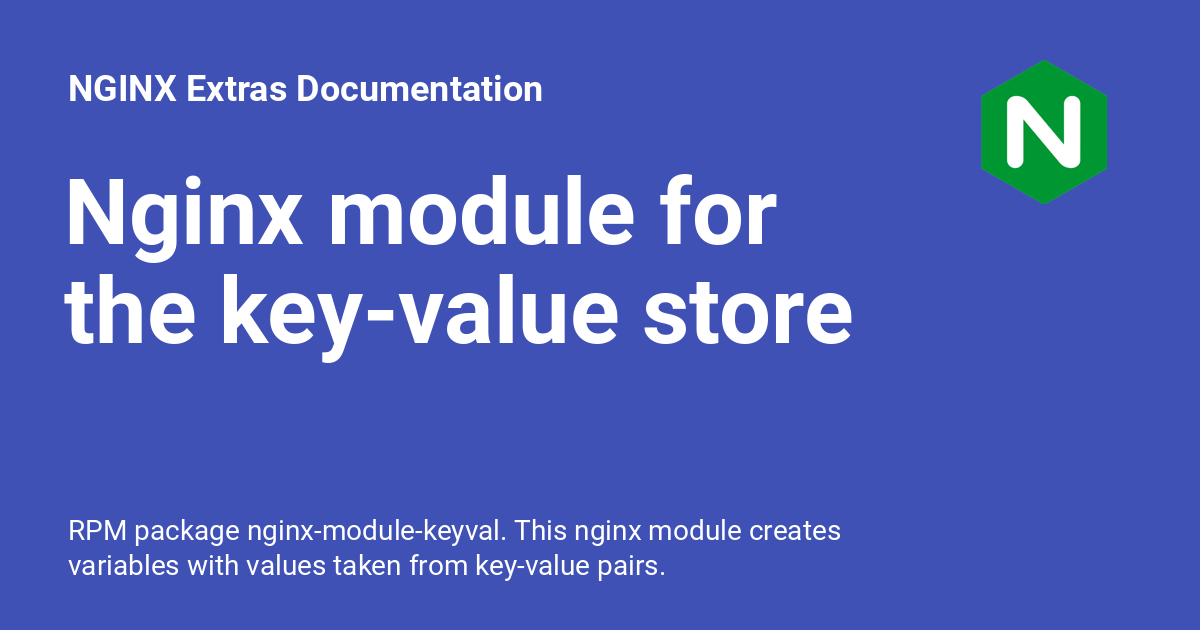 NGINX Extras Documentation
N
Nginx module for
the key-value store
RPM package nginx-module-keyval. This nginx module creates
variables with values taken from key-value pairs.